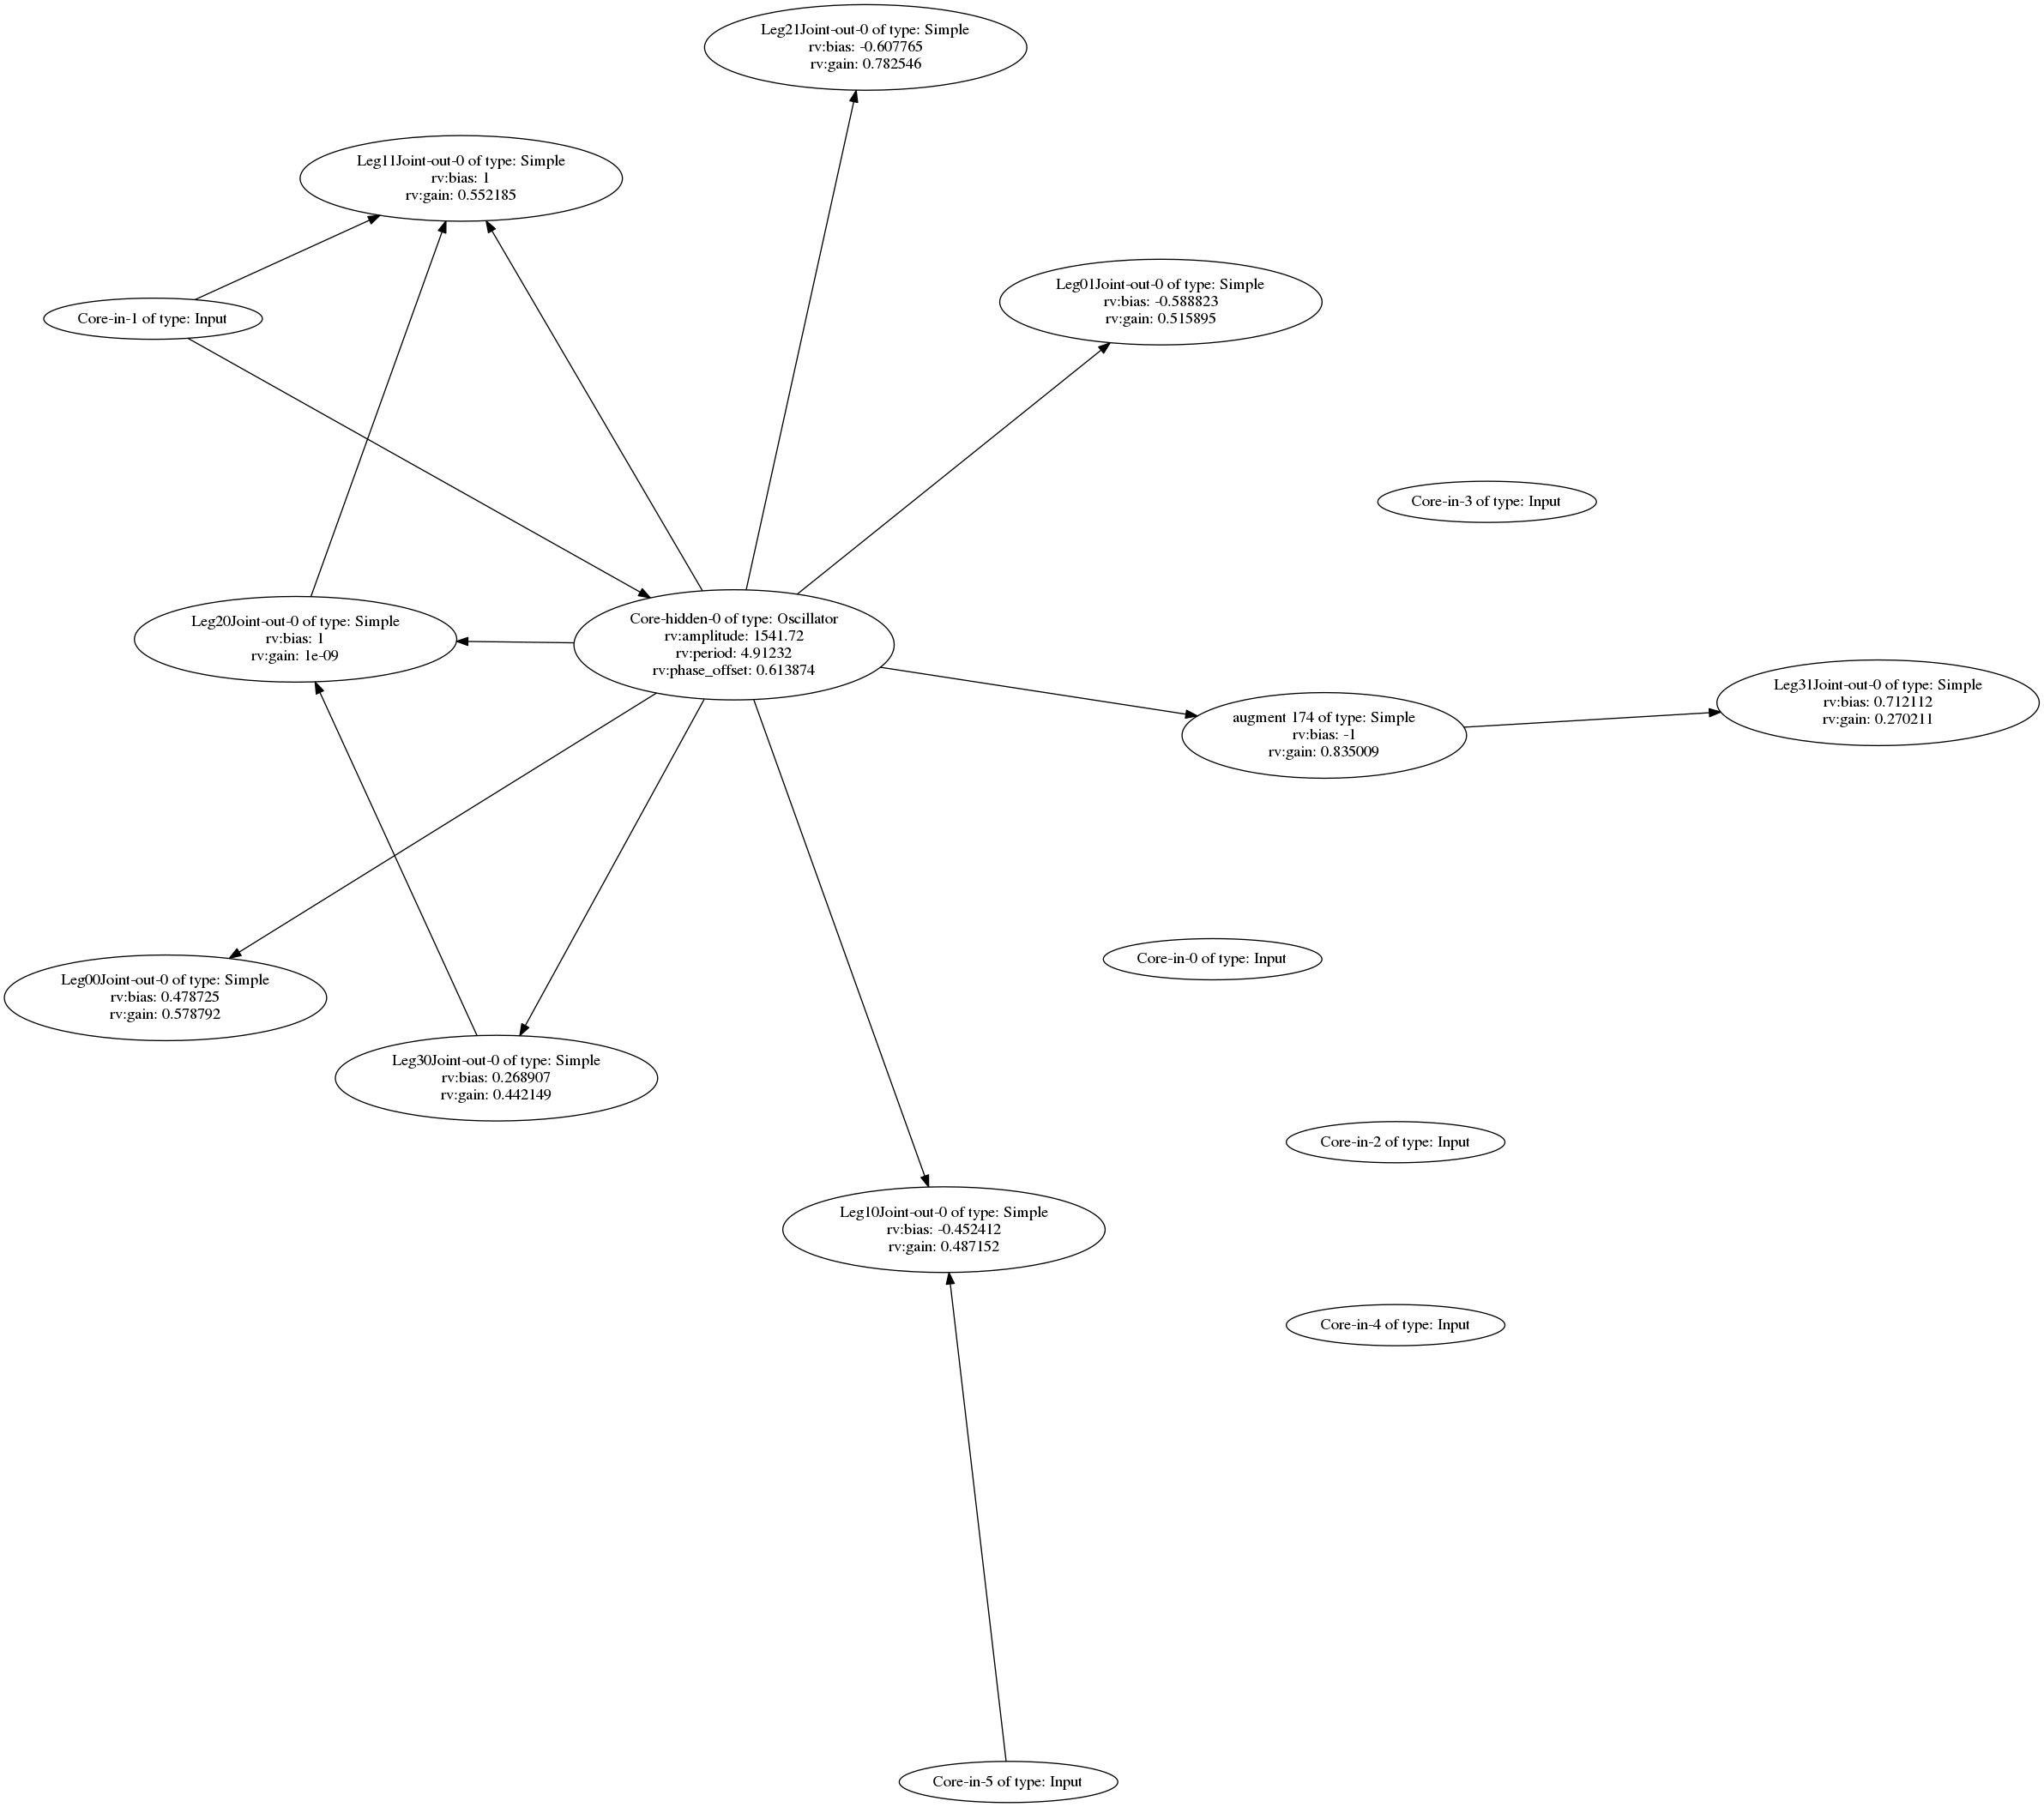 Leg21Joint-out-0 of type: Simple
rv:bias: -0.607765
rv:gain: 0.782546
Leg11Joint-out-0 of type: Simple
rv:bias: 1
rv:gain: 0.552185
Leg01Joint-out-0 of type: Simple
rv:bias: -0.588823
rv:gain: 0.515895
Core-in-1 of type: Input
Core-in-3 of type: Input
Leg20Joint-out-0 of type: Simple
rv:bias: 1
rv:gain: 1e-09
Core-hidden-0 of type: Oscillator
rv:amplitude: 1541.72
rv:period: 4.91232
rv:phase_offset: 0.613874
Leg31Joint-out-0 of type: Simple
rv:bias: 0.712112
rv:gain: 0.270211
augment 174 of type: Simple
rv:bias: -1
rv:gain: 0.835009
Core-in-0 of type: Input
Leg00Joint-out-0 of type: Simple
rv:bias: 0.478725
rv:gain: 0.578792
Leg30Joint-out-0 of type: Simple
rv:bias: 0.268907
rv:gain: 0.442149
Core-in-2 of type: Input
Leg10Joint-out-0 of type: Simple
rv:bias: -0.452412
rv:gain: 0.487152
Core-in-4 of type: Input
Core-in-5 of type: Input